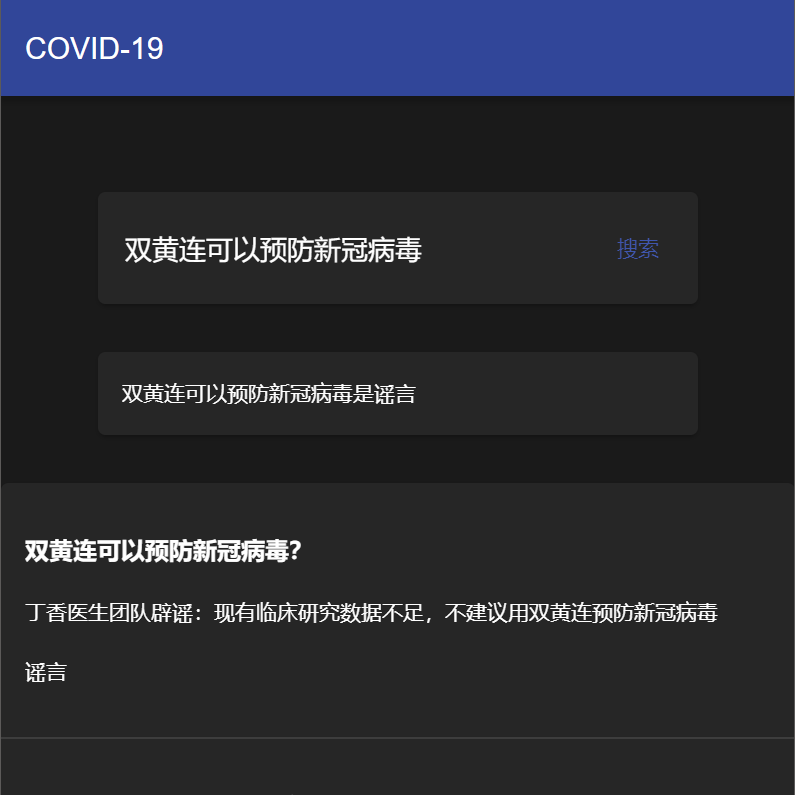 COVID-19
双黄连可以预防新冠病毒
搜索
双黄连可以预防新冠病毒是谣言
双黄连可以预防新冠病毒？
丁香医生团队辟谣：现有临床研究数据不足，不建议用双黄连预防新冠病毒
谣言